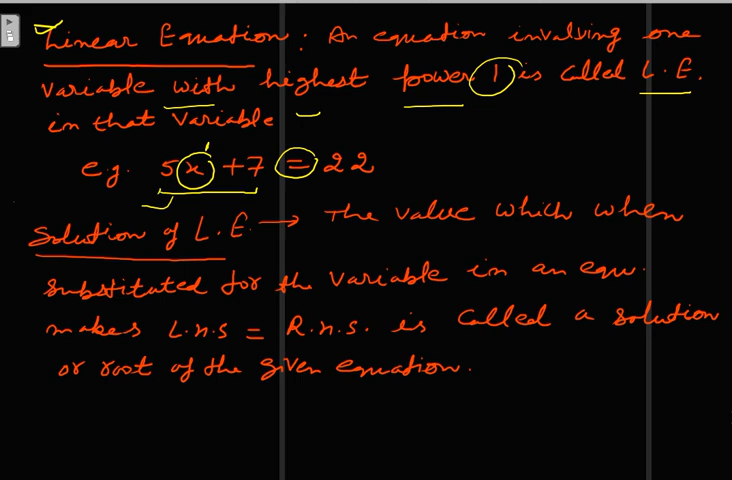 Linear Equation : An equation involving one
variable with highest power 1 is called L.E.
in that variable
e.g. 5x¹ + 7 = 22
Solution of L.E. → The value which when
substituted for the variable in an equ.
makes L.H.S = R.H.S. is called a solution
or root of the given equation.